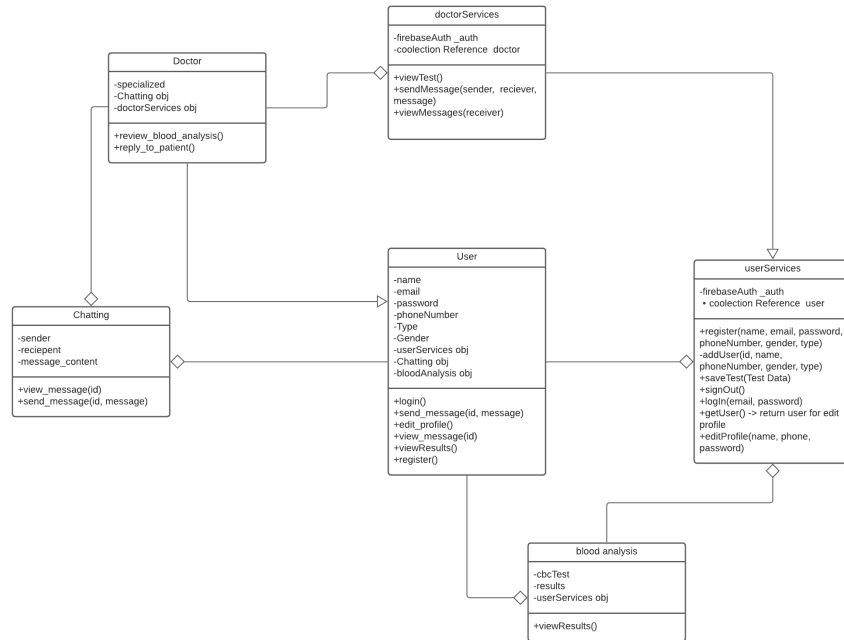 doctorServices
-firebaseAuth _auth
-coolection Reference  doctor
+viewTest()
+sendMessage(sender,  reciever,
message)
+viewMessages(receiver)
Doctor
-specialized
-Chatting obj
-doctorServices obj
+review_blood_analysis()
+reply_to_patient()
User
-name
-email
-password
-phoneNumber
-Type
-Gender
-userServices obj
-Chatting obj
-bloodAnalysis obj
+login()
+send_message(id, message)
+edit_profile()
+view_message(id)
+viewResults()
+register()
userServices
-firebaseAuth _auth
• coolection Reference  user
+register(name, email, password,
phoneNumber, gender, type)
-addUser(id, name,
phoneNumber, gender, type)
+saveTest(Test Data)
+signOut()
+logIn(email, password)
+getUser() -> return user for edit
profile
+editProfile(name, phone,
password)
Chatting
-sender
-reciepent
-message_content
+view_message(id)
+send_message(id, message)
blood analysis
-cbcTest
-results
-userServices obj
+viewResults()